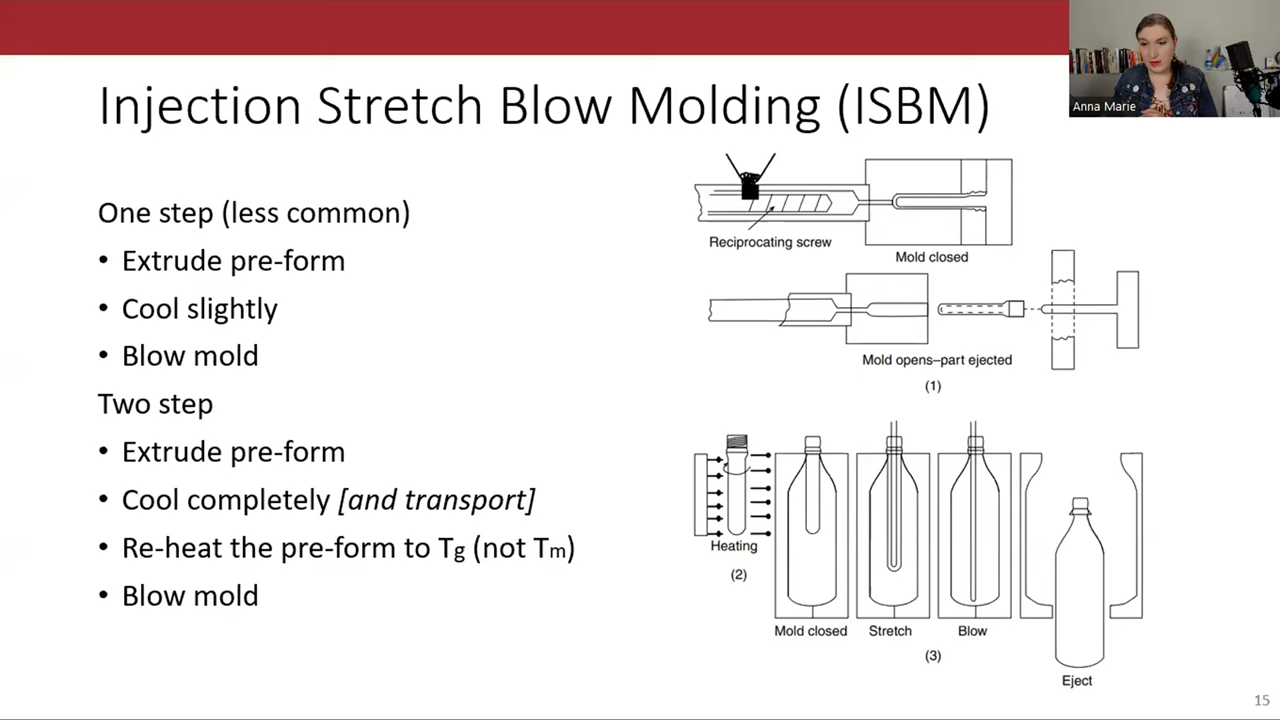 Anna Marie
Injection Stretch Blow Molding (ISBM)
One step (less common)
• Extrude pre-form
• Cool slightly
• Blow mold
Two step
• Extrude pre-form
• Cool completely [and transport]
• Re-heat the pre-form to Tg (not Tm)
• Blow mold
Reciprocating screw
Mold closed
Mold opens–part ejected
(1)
Heating
(2)
Mold closed
Stretch
Blow
(3)
Eject
15